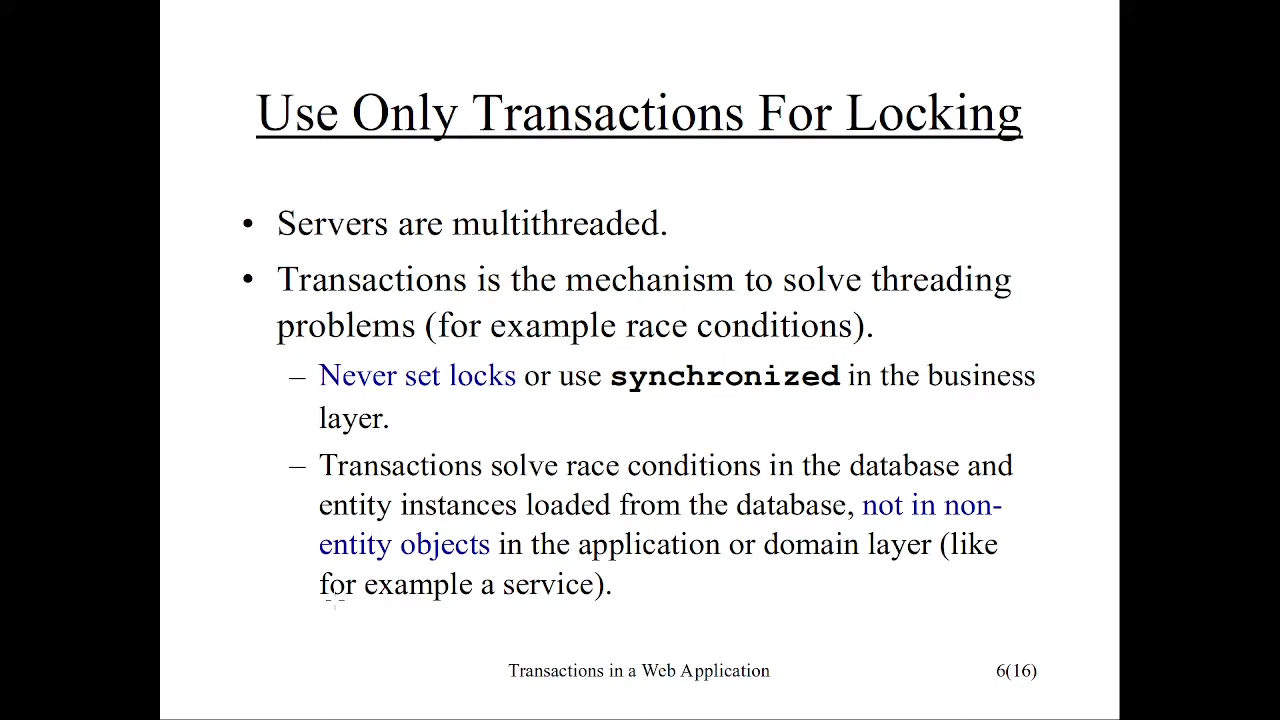 Use Only Transactions For Locking
• Servers are multithreaded.
• Transactions is the mechanism to solve threading
problems (for example race conditions).
– Never set locks or use synchronized in the business
layer.
– Transactions solve race conditions in the database and
entity instances loaded from the database, not in non-
entity objects in the application or domain layer (like
for example a service).
Transactions in a Web Application
6(16)